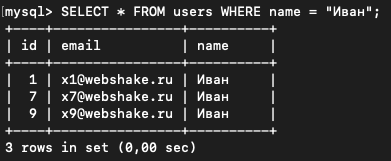 mysql> SELECT * FROM users WHERE name = "Иван";
+----+----------------+----------+
| id | email          | name     |
+----+----------------+----------+
|  1 | x1@webshake.ru | Иван     |
|  7 | x7@webshake.ru | Иван     |
|  9 | x9@webshake.ru | Иван     |
+----+----------------+----------+
3 rows in set (0,00 sec)